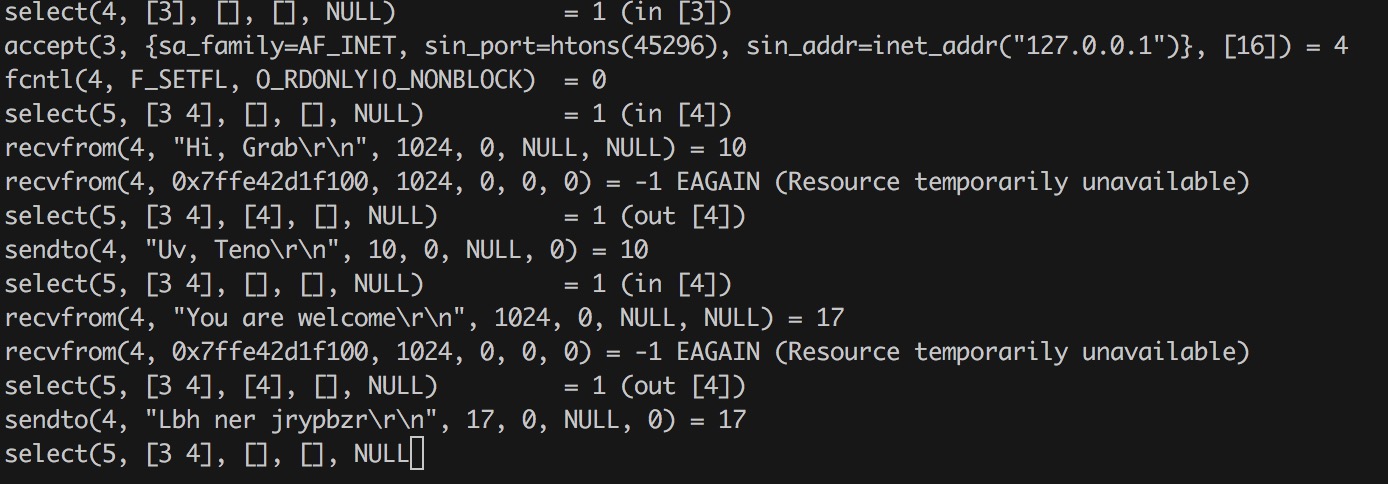 select(4, [3], [], [], NULL)            = 1 (in [3])
accept(3, {sa_family=AF_INET, sin_port=htons(45296), sin_addr=inet_addr("127.0.0.1")}, [16]) = 4
fcntl(4, F_SETFL, O_RDONLY|O_NONBLOCK)  = 0
select(5, [3 4], [], [], NULL)          = 1 (in [4])
recvfrom(4, "Hi, Grab\r\n", 1024, 0, NULL, NULL) = 10
recvfrom(4, 0x7ffe42d1f100, 1024, 0, 0, 0) = -1 EAGAIN (Resource temporarily unavailable)
select(5, [3 4], [4], [], NULL)         = 1 (out [4])
sendto(4, "Uv, Teno\r\n", 10, 0, NULL, 0) = 10
select(5, [3 4], [], [], NULL)          = 1 (in [4])
recvfrom(4, "You are welcome\r\n", 1024, 0, NULL, NULL) = 17
recvfrom(4, 0x7ffe42d1f100, 1024, 0, 0, 0) = -1 EAGAIN (Resource temporarily unavailable)
select(5, [3 4], [4], [], NULL)         = 1 (out [4])
sendto(4, "Lbh ner jrypbzr\r\n", 17, 0, NULL, 0) = 17
select(5, [3 4], [], [], NULL